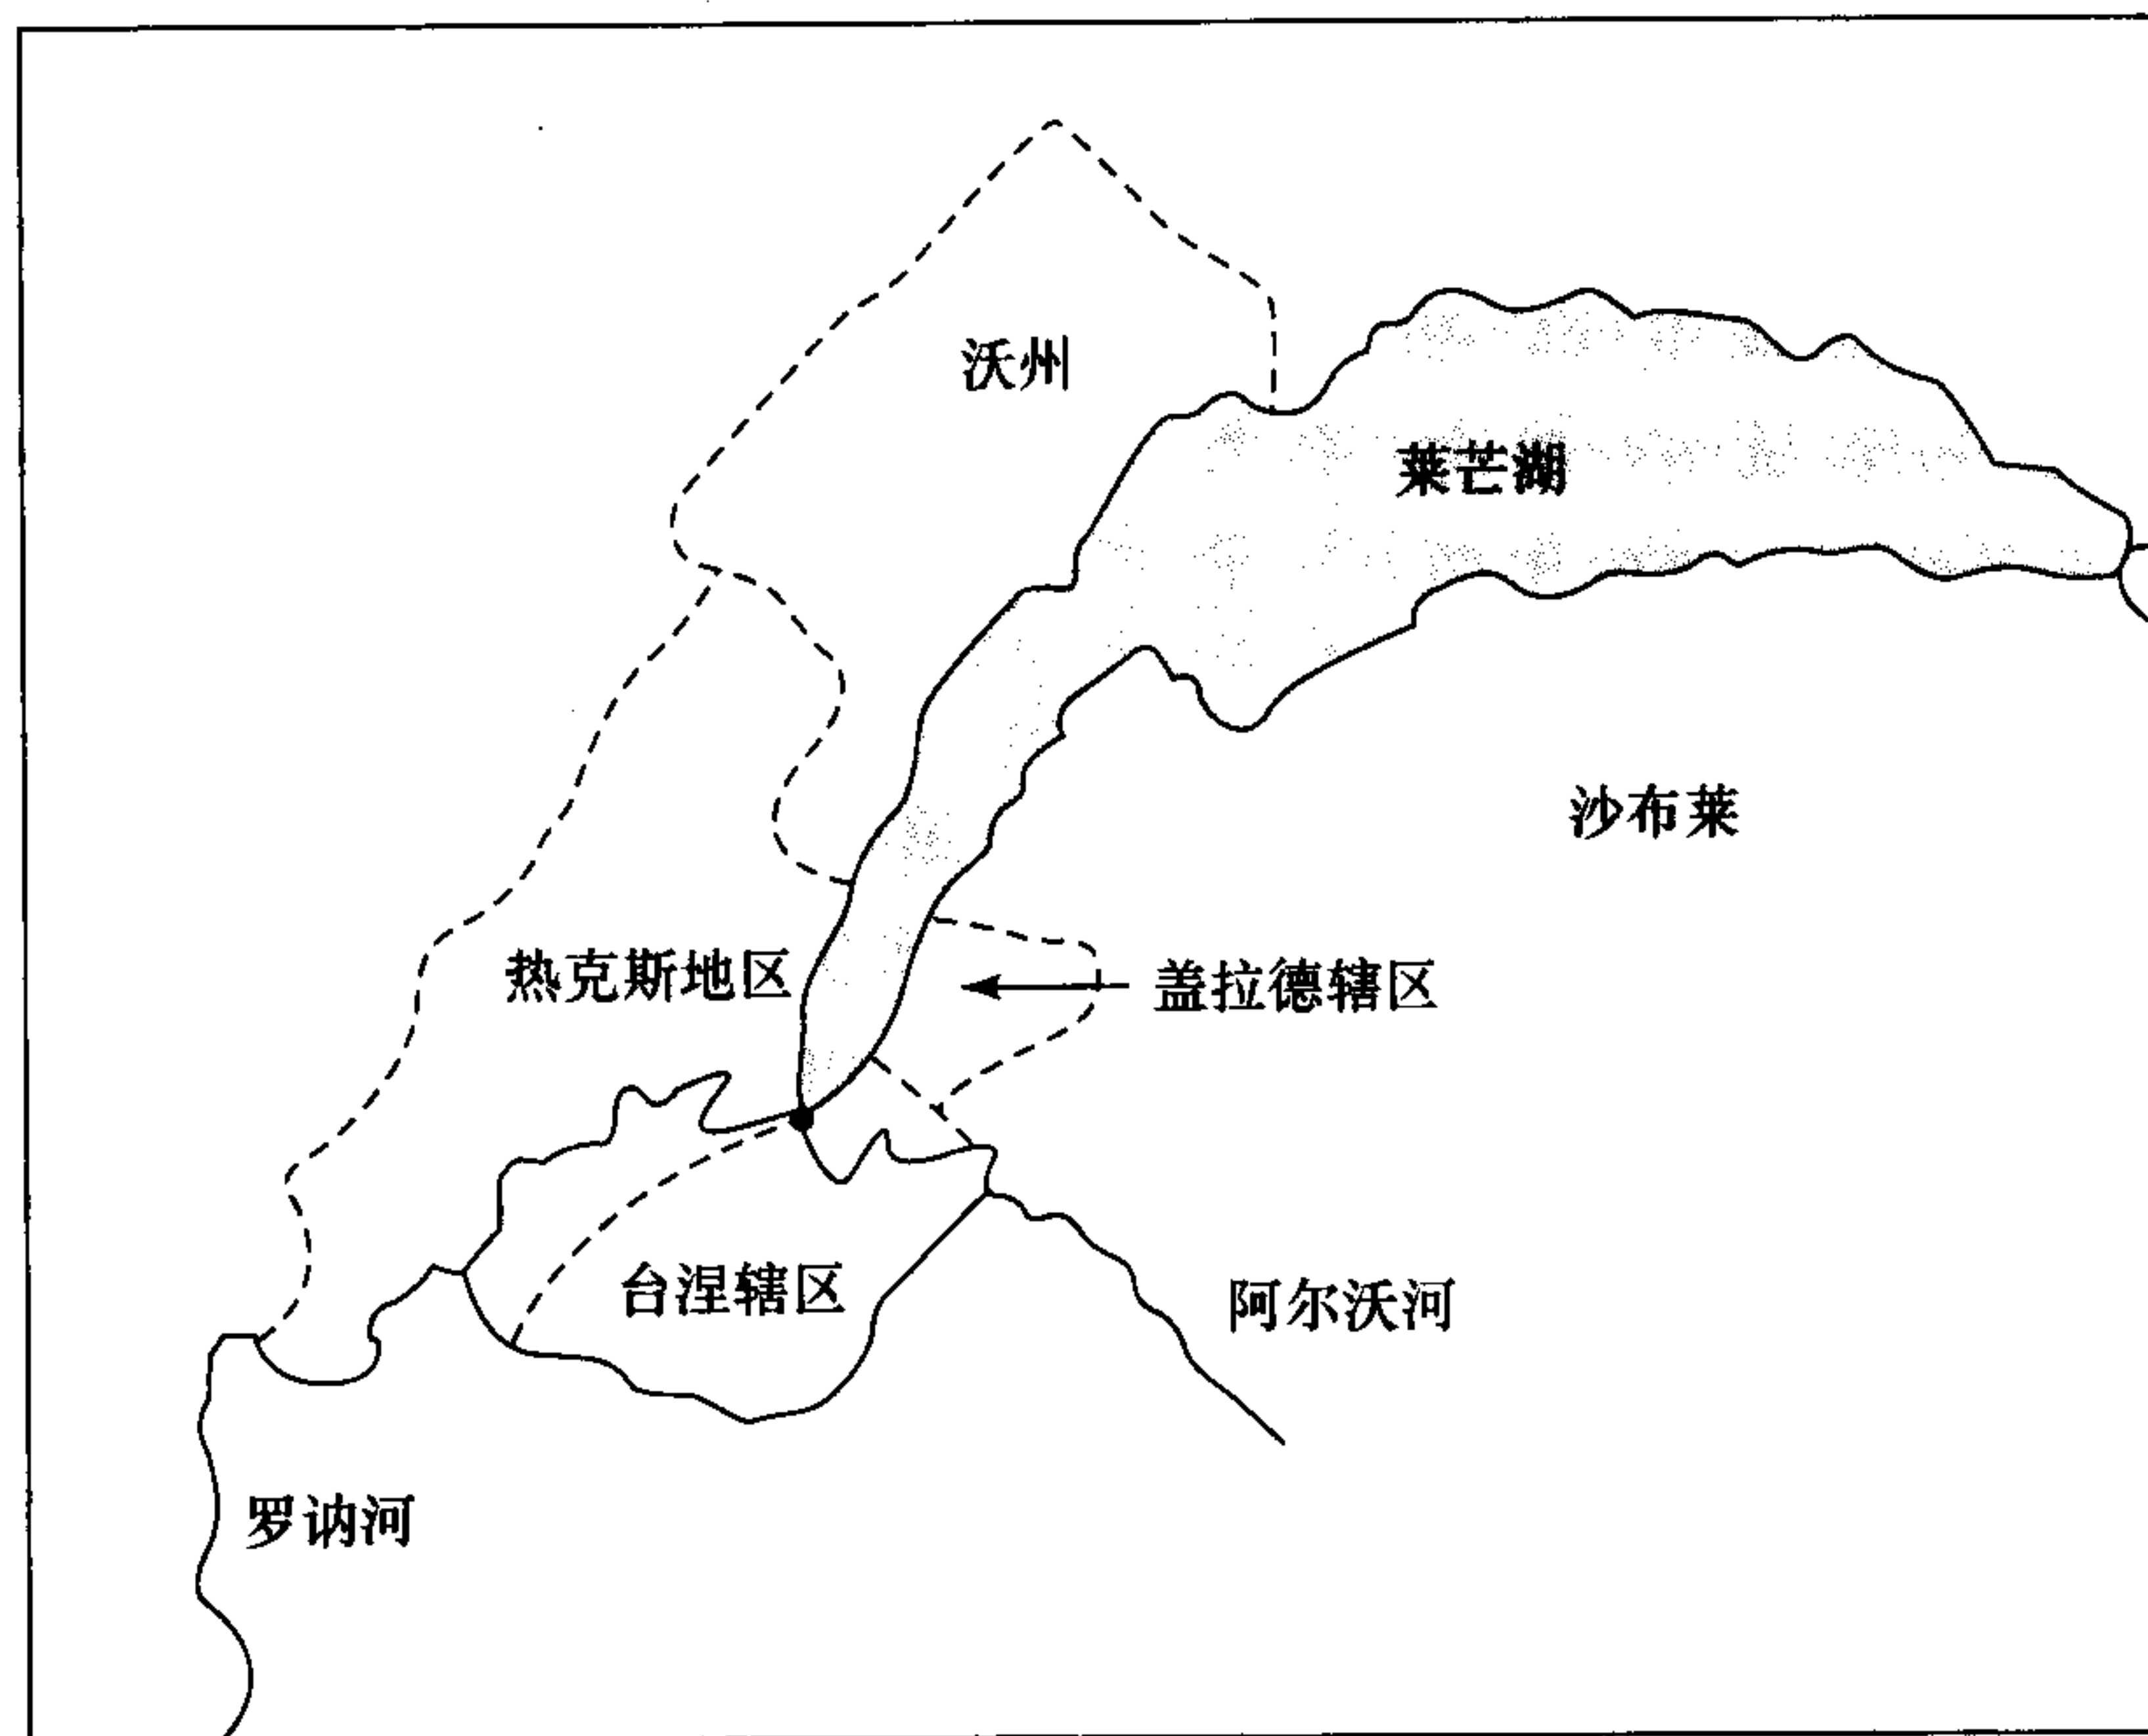 沃州
莱芒湖
沙布莱
热克斯地区
盖拉德辖区
台涅辖区
阿尔沃河
罗讷河